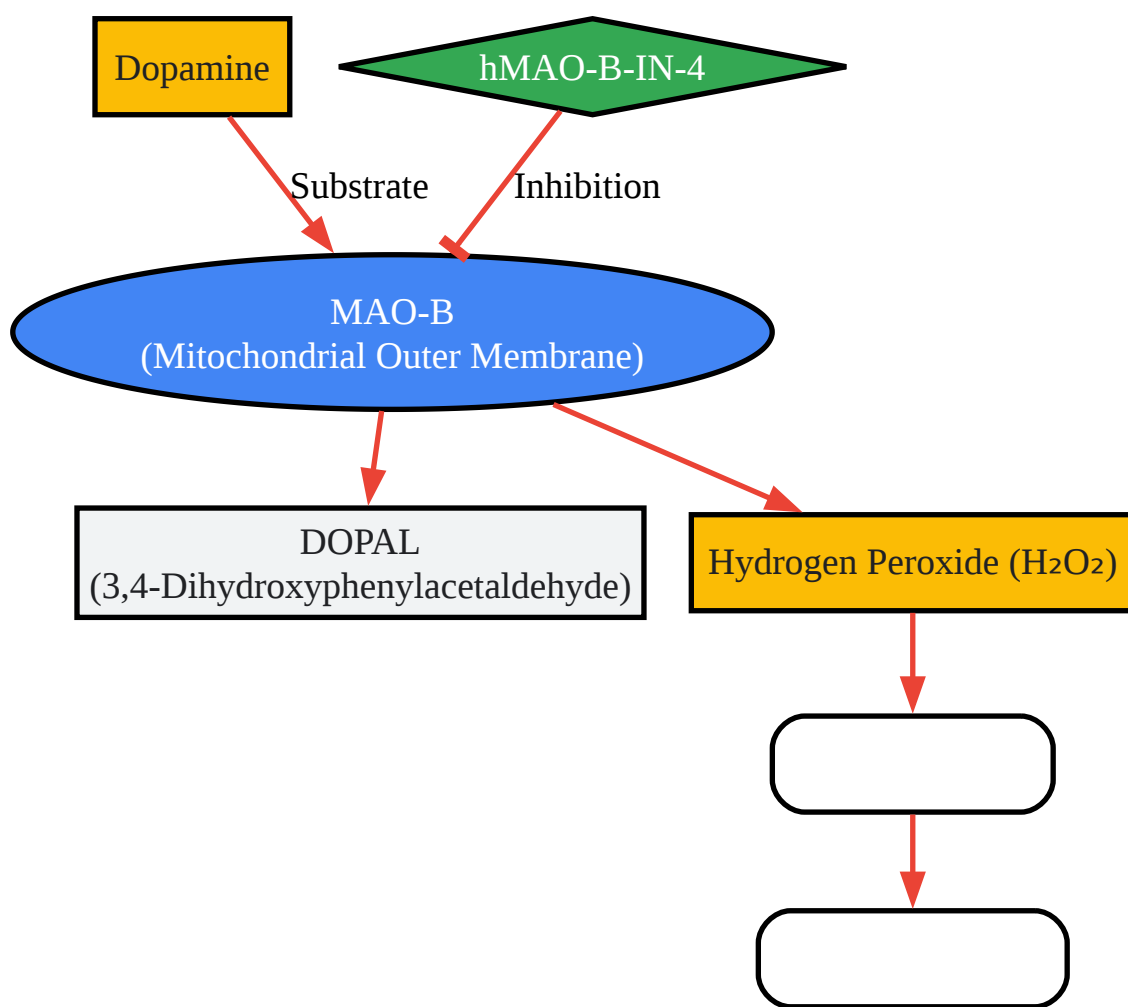 Dopamine
hMAO-B-IN-4
Substrate
Inhibition
MAO-B
(Mitochondrial Outer Membrane)
DOPAL
(3,4-Dihydroxyphenylacetaldehyde)
Hydrogen Peroxide (H₂O₂)